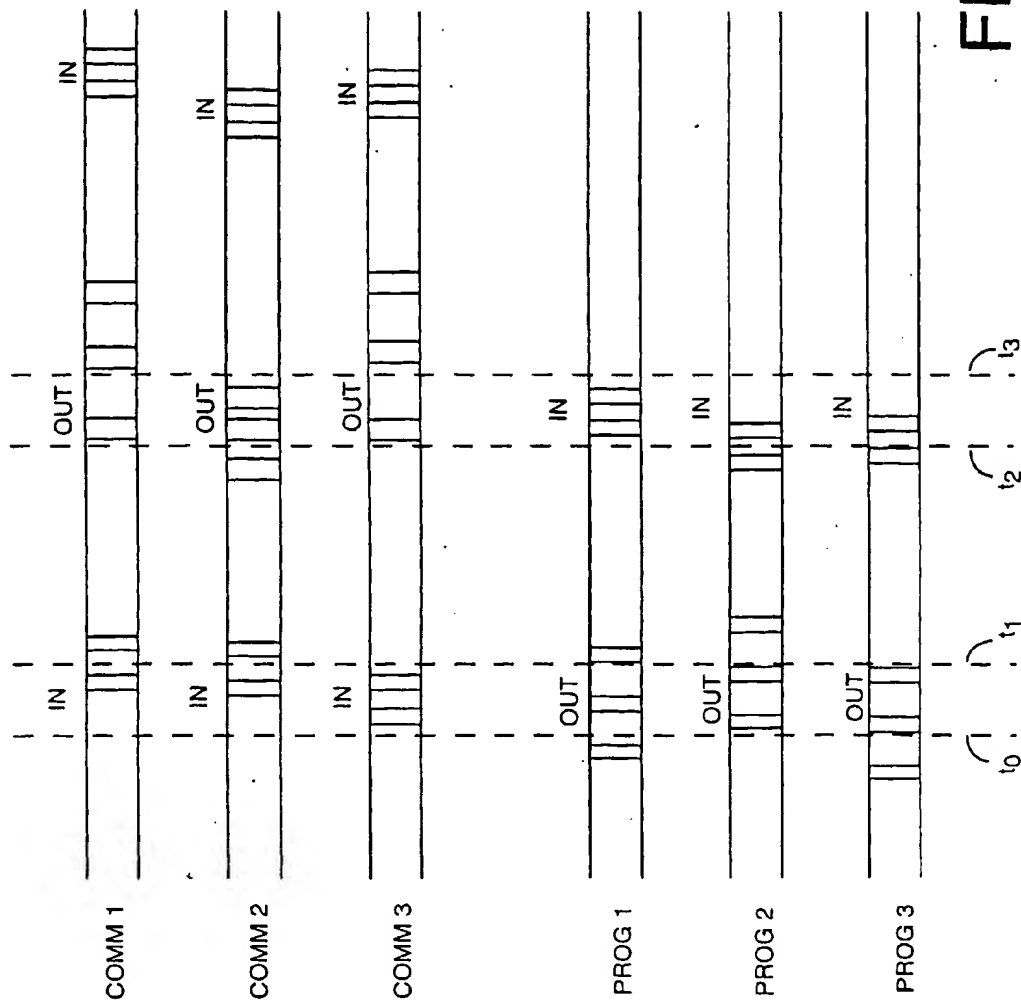 COMM 1
IN
OUT
IN
COMM 2
IN
OUT
IN
COMM 3
IN
OUT
IN
PROG 1
OUT
IN
PROG 2
OUT
IN
PROG 3
OUT
IN
t0
t1
t2
t3